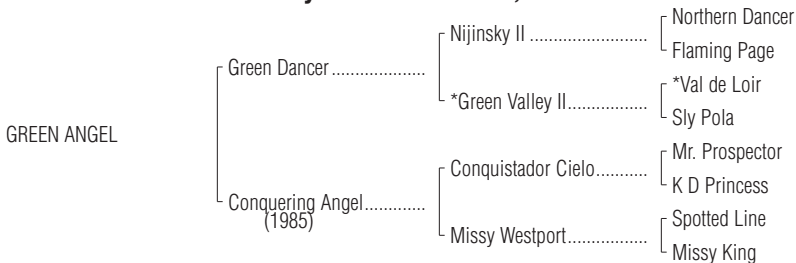 Northern Dancer
Nijinsky II ..........................
Flaming Page
Green Dancer .....................
*Val de Loir
*Green Valley II..................
Sly Pola
GREEN ANGEL
Mr. Prospector
Conquistador Cielo...........
K D Princess
Conquering Angel.............
(1985)
Spotted Line
Missy Westport..................
Missy King